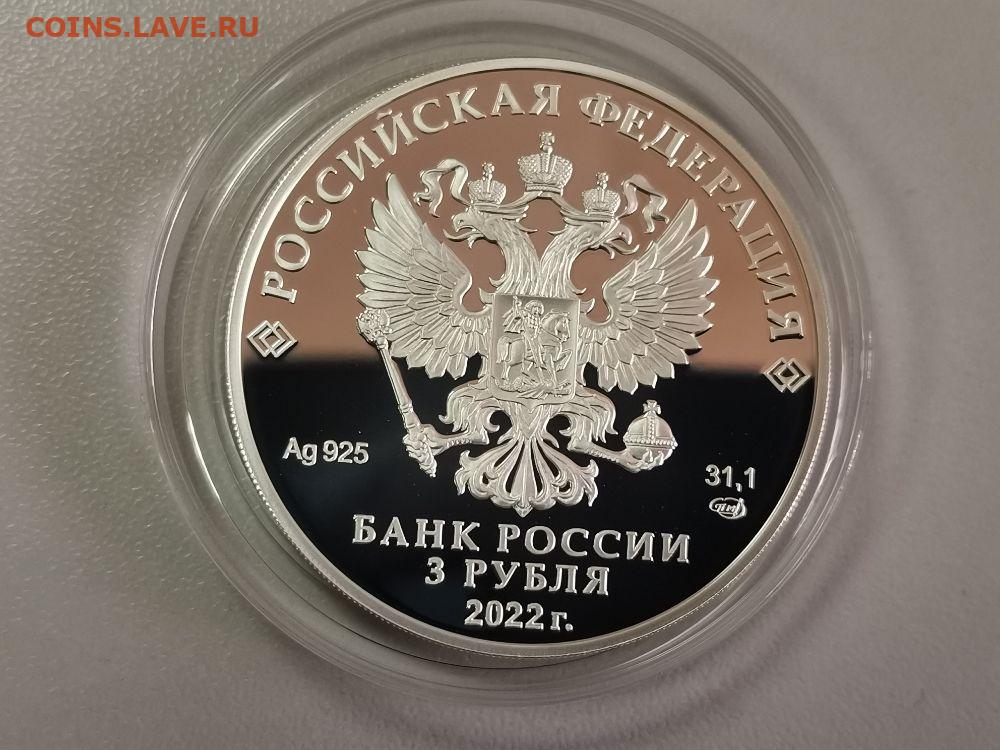 COINS.LAVE.RU
РОССИЙСКАЯ ФЕДЕРАЦИЯ
Ag 925
31,1
БАНК РОССИИ
3 РУБЛЯ
2022 г.